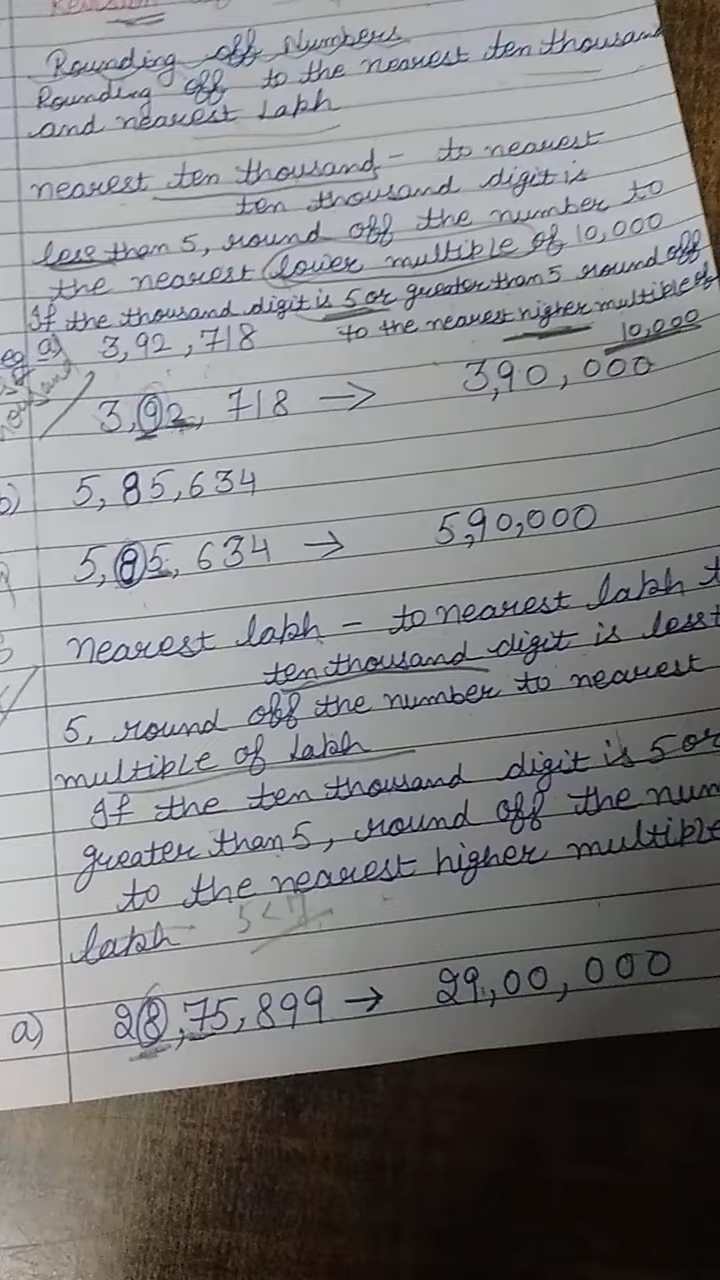 Revision
Rounding off Numbers
Rounding off to the nearest ten thousand
and nearest Lakh
nearest ten thousand - to nearest
ten thousand digit is
less than 5, round off the number to
the nearest lower multiple of 10,000
If the thousand digit is 5 or greater than 5 round off
to the nearest higher multiple of
10,000
eg a) 3,92,718
3,92,718 → 3,90,000
b) 5,85,634
5,85,634 → 5,90,000
nearest lakh - to nearest lakh t
ten thousand digit is less t
5, round off the number to nearest
multiple of Lakh
If the ten thousand digit is 5 or
greater than 5, round off the num
to the nearest higher multiple
lakh 5<7
a) 28,75,899 → 29,00,000